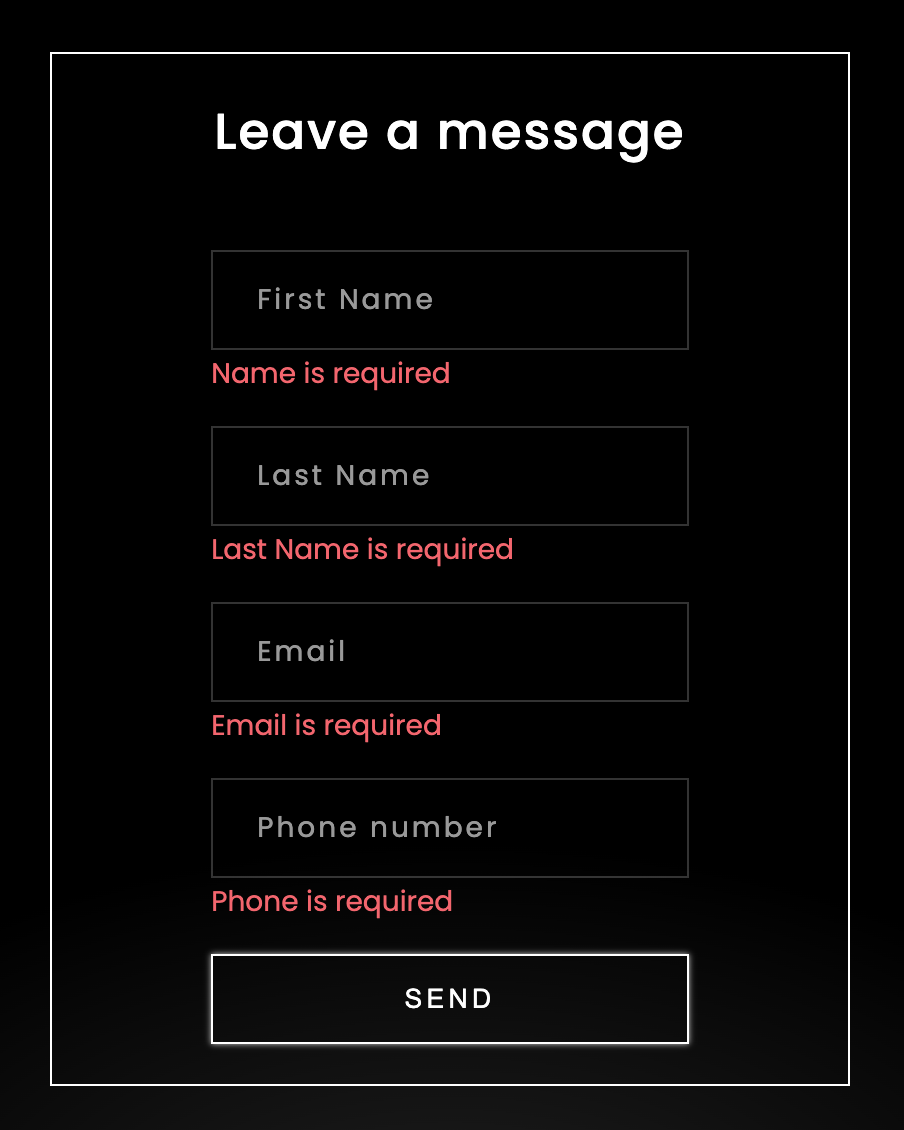 Leave a message
First Name
Name is required
Last Name
Last Name is required
Email
Email is required
Phone number
Phone is required
SEND